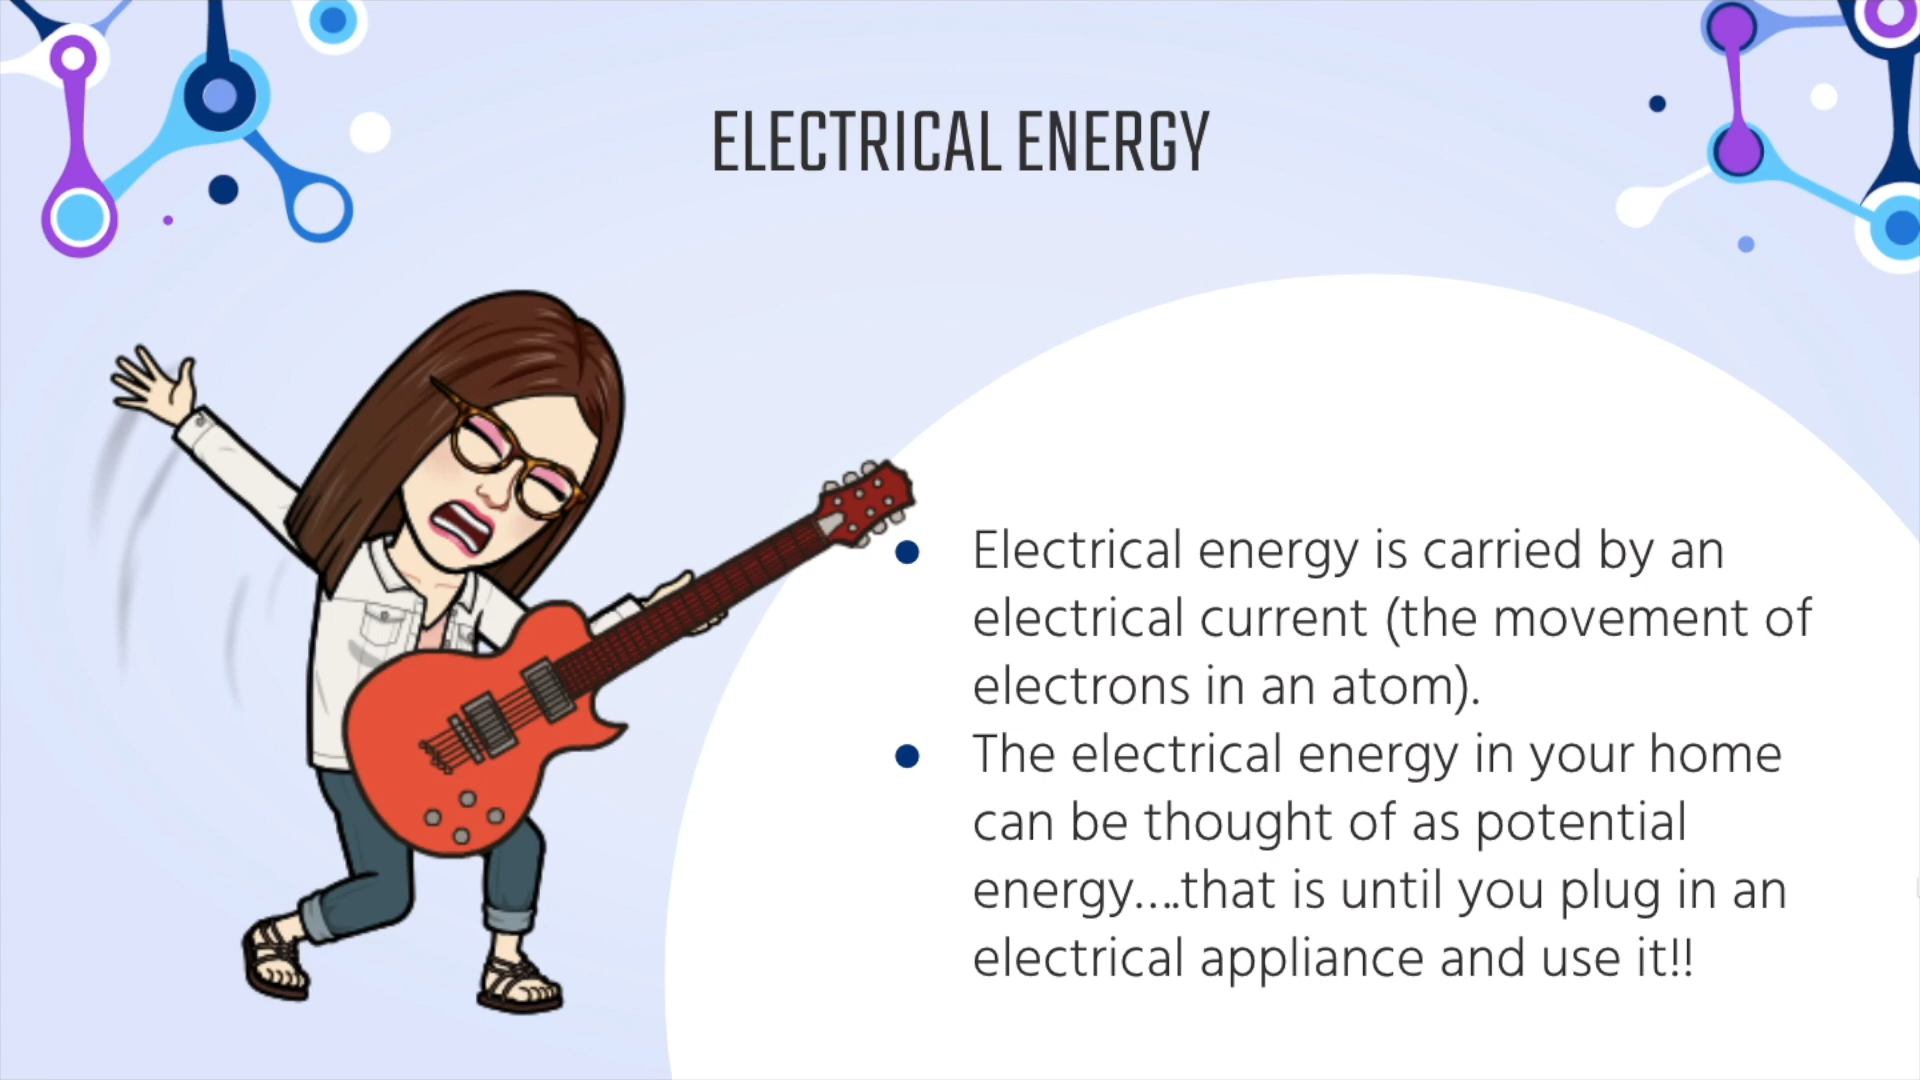 ELECTRICAL ENERGY
● Electrical energy is carried by an
electrical current (the movement of
electrons in an atom).
● The electrical energy in your home
can be thought of as potential
energy....that is until you plug in an
electrical appliance and use it!!